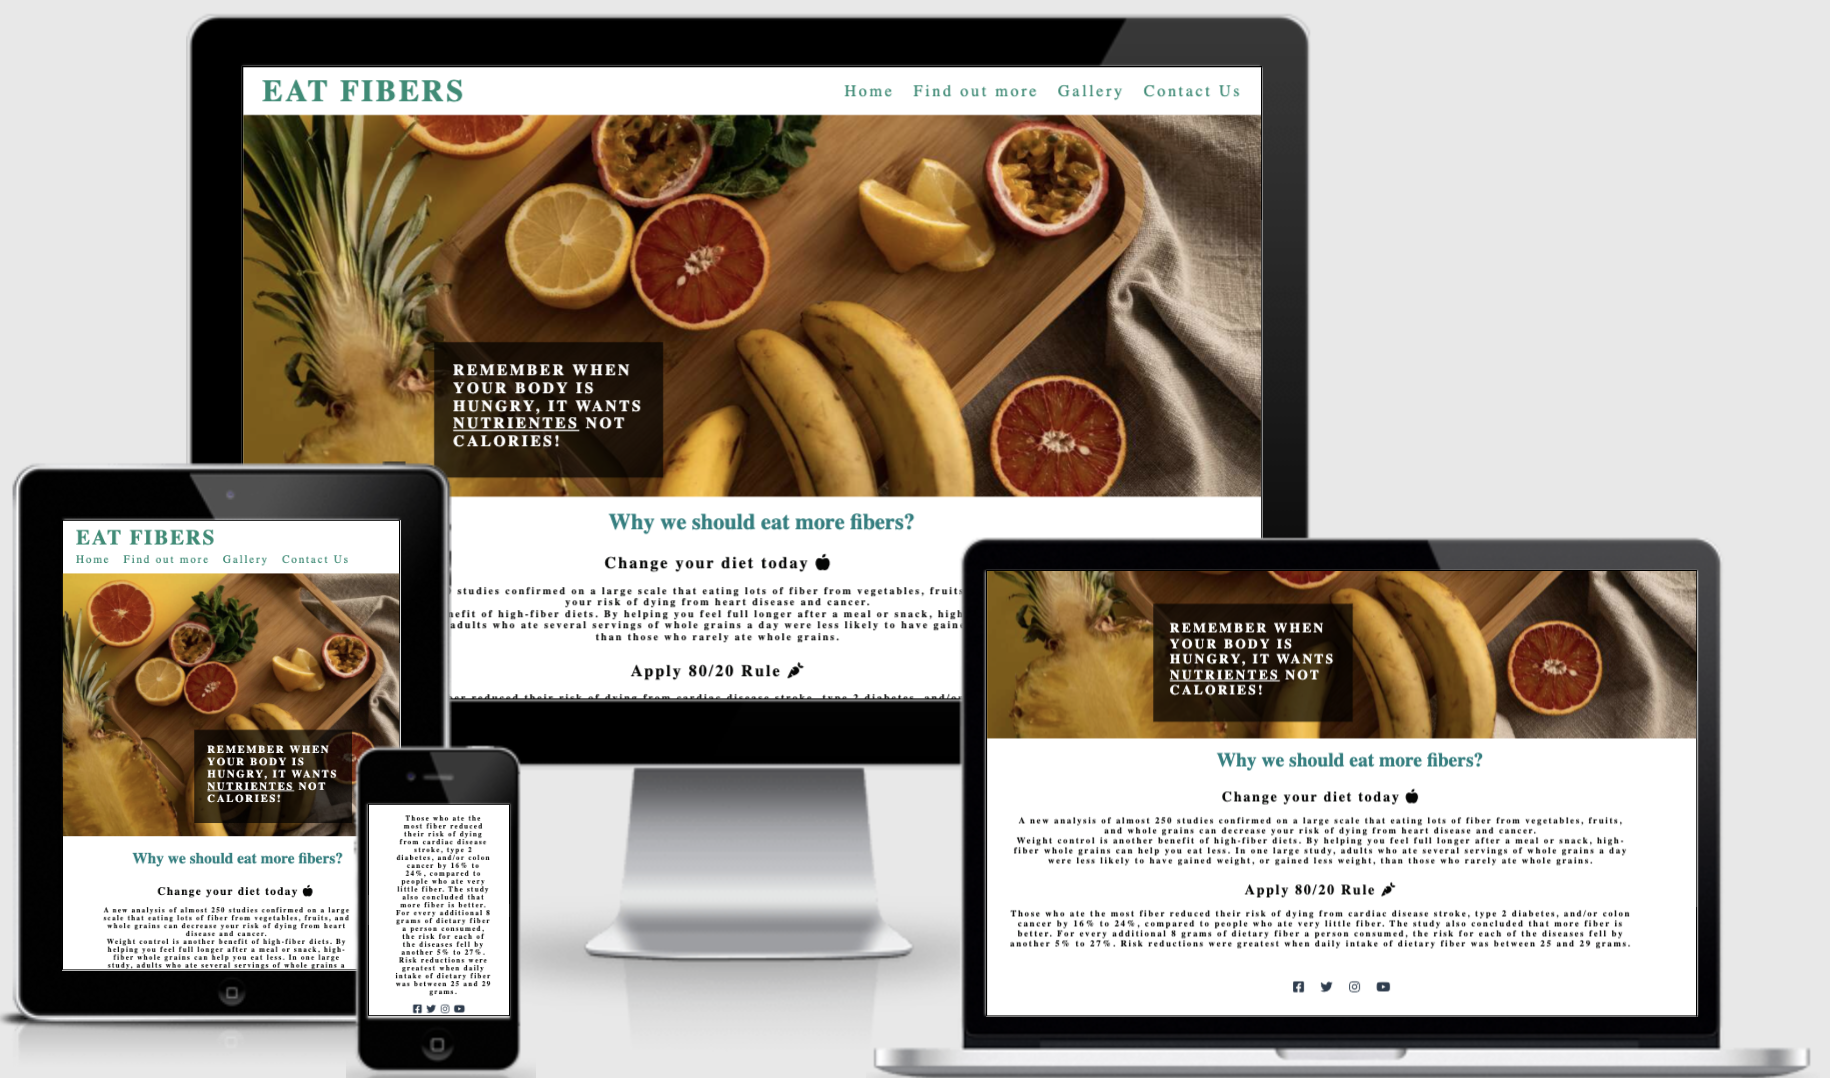 EAT FIBERS
Home Find out more Gallery Contact Us
REMEMBER WHEN
YOUR BODY IS
HUNGRY, IT WANTS
NUTRIENTES NOT
CALORIES!
Why we should eat more fibers?
Change your diet today
studies confirmed on a large scale that eating lots of fiber from vegetables, fruits
your risk of dying from heart disease and cancer.
of high-fiber diets. By helping you feel full longer after a meal or snack, high
adults who ate several servings of whole grains a day were less likely to have
than those who rarely ate whole grains.
Apply 80/20 Rule
reduced their risk of dying from cardiac disease stroke, type 2 diabetes, and/or
EAT FIBERS
Home Find out more Gallery Contact Us
REMEMBER WHEN
YOUR BODY IS
HUNGRY, IT WANTS
NUTRIENTES NOT
CALORIES!
Why we should eat more fibers?
Change your diet today
A new analysis of almost 250 studies confirmed on a large
scale that eating lots of fiber from vegetables, fruits, and
whole grains can decrease your risk of dying from heart
disease and cancer.
Weight control is another benefit of high-fiber diets. By
helping you feel full longer after a meal or snack, high-
fiber whole grains can help you eat less. In one large
study, adults who ate several servings of whole grains a
Those who ate the
most fiber reduced
their risk of dying
from cardiac disease
stroke, type 2
diabetes, and/or colon
cancer by 16% to
24%, compared to
people who ate very
little fiber. The study
also concluded that
more fiber is better.
For every additional 8
grams of dietary fiber
a person consumed,
the risk for each of
the diseases fell by
another 5% to 27%.
Risk reductions were
greatest when daily
intake of dietary fiber
was between 25 and 29
grams.
REMEMBER WHEN
YOUR BODY IS
HUNGRY, IT WANTS
NUTRIENTES NOT
CALORIES!
Why we should eat more fibers?
Change your diet today
A new analysis of almost 250 studies confirmed on a large scale that eating lots of fiber from vegetables, fruits,
and whole grains can decrease your risk of dying from heart disease and cancer.
Weight control is another benefit of high-fiber diets. By helping you feel full longer after a meal or snack, high-
fiber whole grains can help you eat less. In one large study, adults who ate several servings of whole grains a day
were less likely to have gained weight, or gained less weight, than those who rarely ate whole grains.
Apply 80/20 Rule
Those who ate the most fiber reduced their risk of dying from cardiac disease stroke, type 2 diabetes, and/or colon
cancer by 16% to 24%, compared to people who ate very little fiber. The study also concluded that more fiber is
better. For every additional 8 grams of dietary fiber a person consumed, the risk for each of the diseases fell by
another 5% to 27%. Risk reductions were greatest when daily intake of dietary fiber was between 25 and 29 grams.